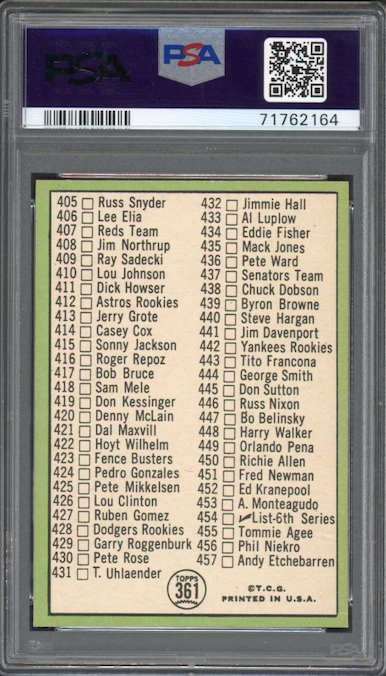 PSA
PSA
71762164
405 Russ Snyder
406 Lee Elia
407 Reds Team
408 Jim Northrup
409 Ray Sadecki
410 Lou Johnson
411 Dick Howser
412 Astros Rookies
413 Jerry Grote
414 Casey Cox
415 Sonny Jackson
416 Roger Repoz
417 Bob Bruce
418 Sam Mele
419 Don Kessinger
420 Denny McLain
421 Dal Maxvill
422 Hoyt Wilhelm
423 Fence Busters
424 Pedro Gonzales
425 Pete Mikkelsen
426 Lou Clinton
427 Ruben Gomez
428 Dodgers Rookies
429 Garry Roggenburk
430 Pete Rose
431 T. Uhlaender
432 Jimmie Hall
433 Al Luplow
434 Eddie Fisher
435 Mack Jones
436 Pete Ward
437 Senators Team
438 Chuck Dobson
439 Byron Browne
440 Steve Hargan
441 Jim Davenport
442 Yankees Rookies
443 Tito Francona
444 George Smith
445 Don Sutton
446 Russ Nixon
447 Bo Belinsky
448 Harry Walker
449 Orlando Pena
450 Richie Allen
451 Fred Newman
452 Ed Kranepool
453 A. Monteagudo
454 List-6th Series
455 Tommie Agee
456 Phil Niekro
457 Andy Etchebarren
TOPPS
361
©T.C.G.
PRINTED IN U.S.A.